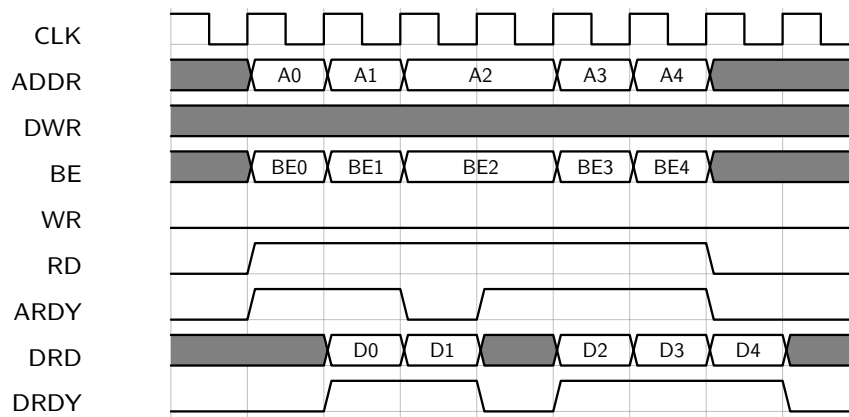 CLK
ADDR A0 A1 A2 A3 A4
DWR
BE BE0 BE1 BE2 BE3 BE4
WR
RD
ARDY
DRD D0 D1 D2 D3 D4
DRDY